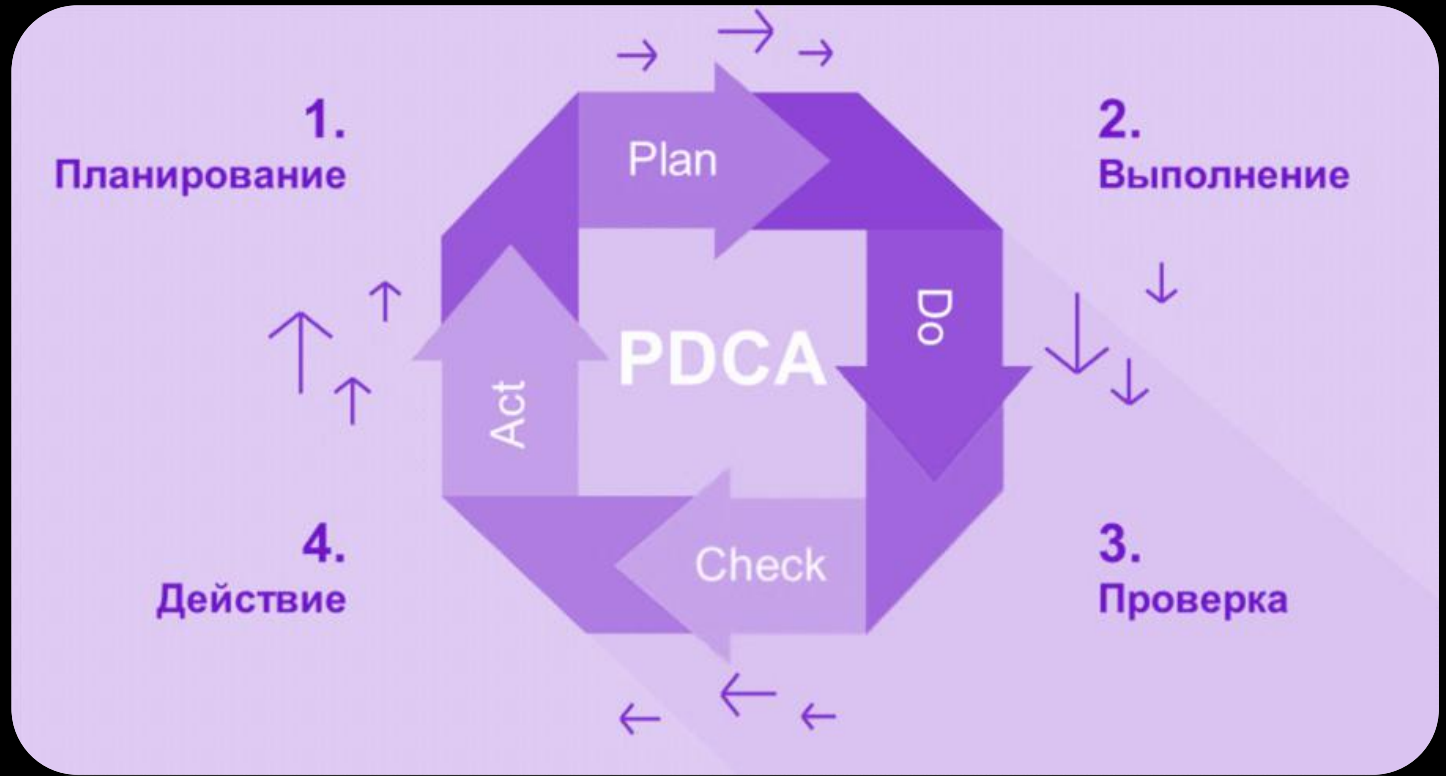 1.
Планирование
2.
Выполнение
Plan
Do
PDCA
Act
Check
4.
Действие
3.
Проверка